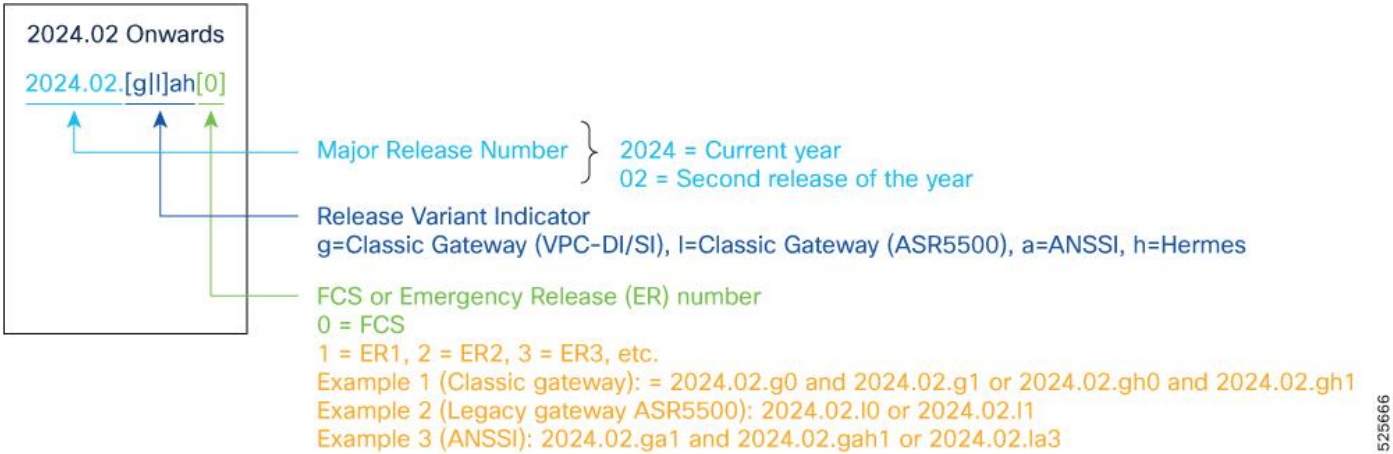 2024.02 Onwards
2024.02.[g|l]ah[0]
Major Release Number } 2024 = Current year
02 = Second release of the year
Release Variant Indicator
g=Classic Gateway (VPC-DI/SI), l=Classic Gateway (ASR5500), a=ANSSI, h=Hermes
FCS or Emergency Release (ER) number
0 = FCS
1 = ER1, 2 = ER2, 3 = ER3, etc.
Example 1 (Classic gateway): = 2024.02.g0 and 2024.02.g1 or 2024.02.gh0 and 2024.02.gh1
Example 2 (Legacy gateway ASR5500): 2024.02.l0 or 2024.02.l1
Example 3 (ANSSI): 2024.02.ga1 and 2024.02.gah1 or 2024.02.la3
525666